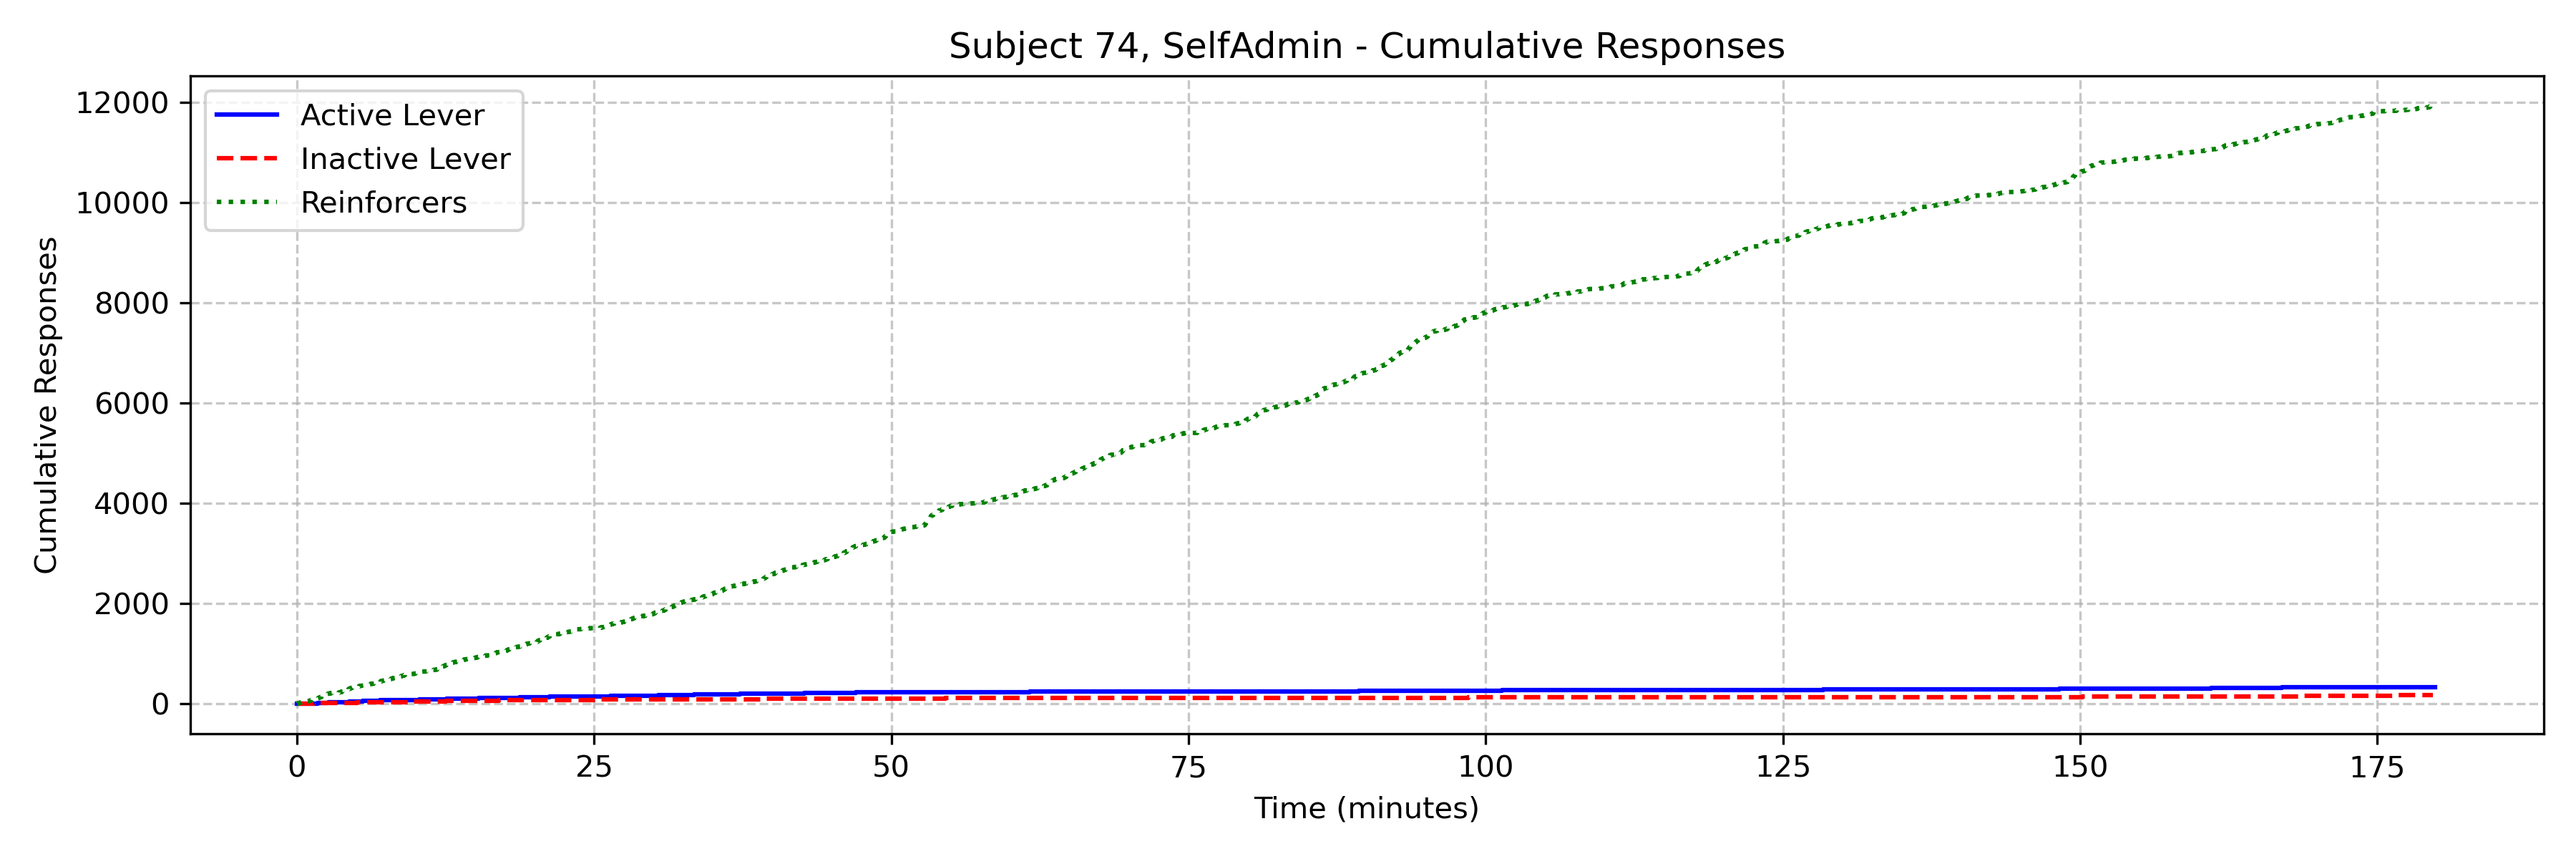 Subject 74, SelfAdmin - Cumulative Responses
Active Lever
Inactive Lever
Reinforcers
Cumulative Responses
12000
10000
8000
6000
4000
2000
0
0 25 50 75 100 125 150 175
Time (minutes)